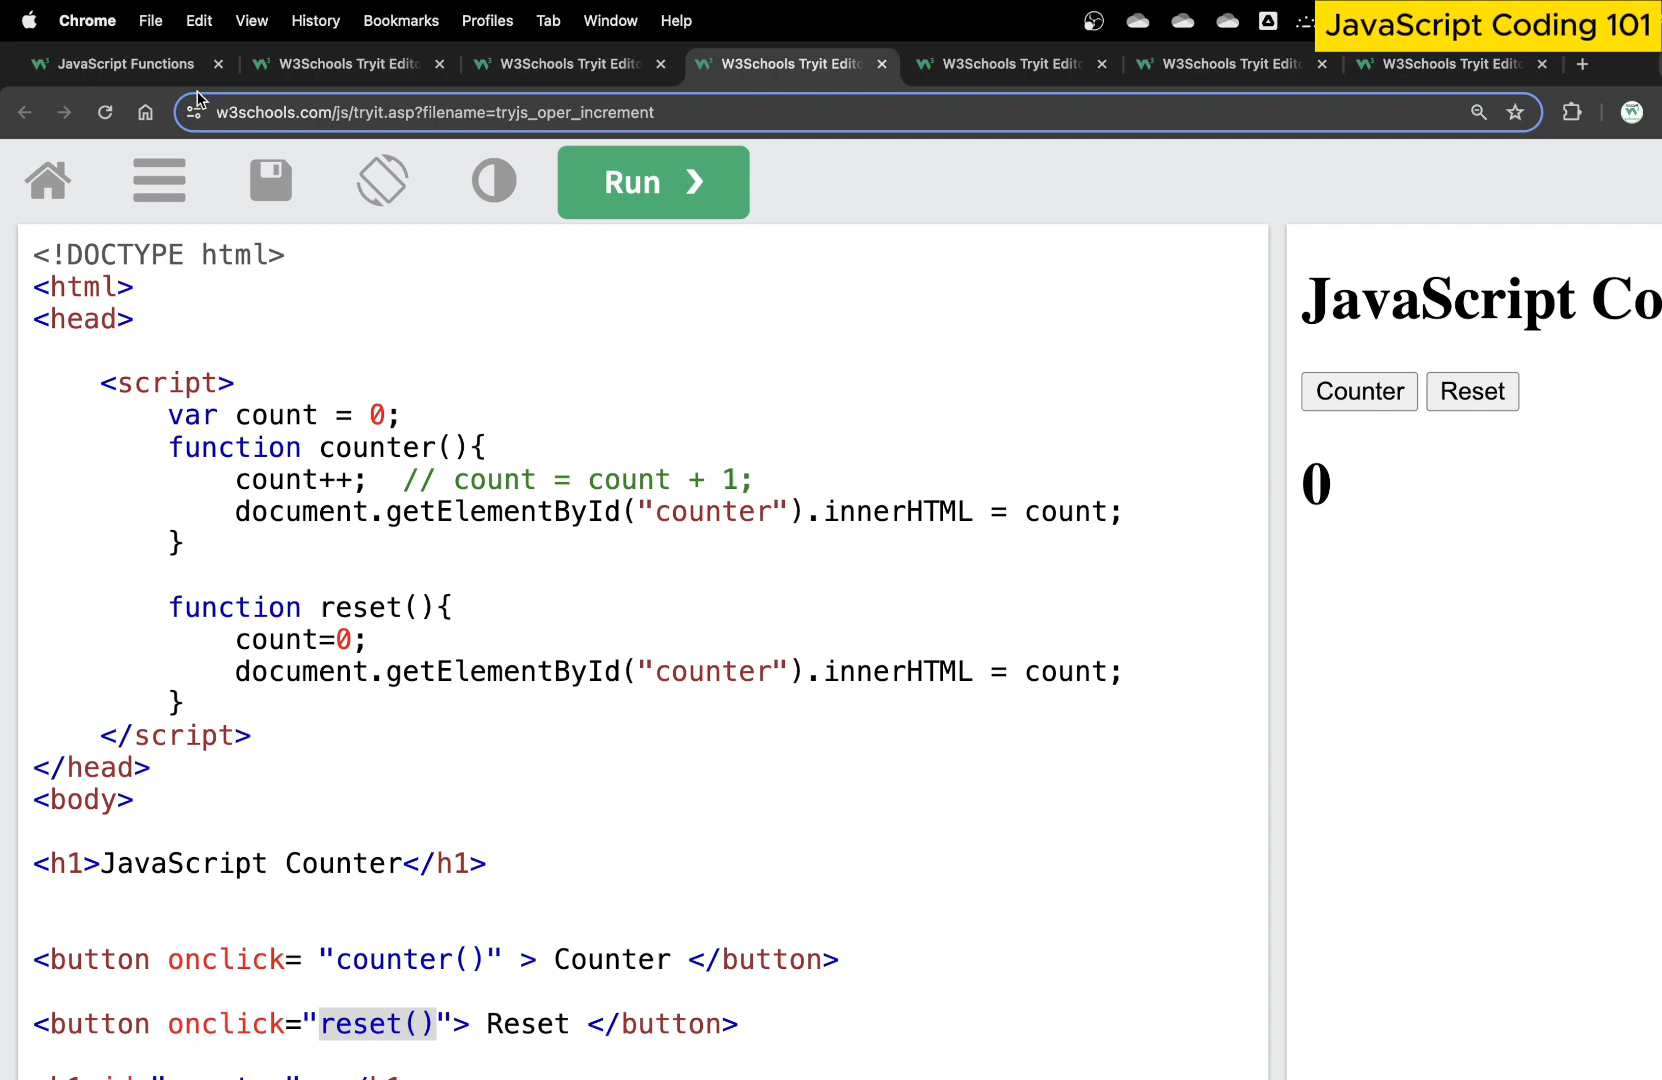 Chrome File Edit View History Bookmarks Profiles Tab Window Help
JavaScript Coding 101
JavaScript Functions W3Schools Tryit Edito W3Schools Tryit Edito W3Schools Tryit Edito W3Schools Tryit Edito W3Schools Tryit Edito W3Schools Tryit Edito
w3schools.com/js/tryit.asp?filename=tryjs_oper_increment
Run ❯
<!DOCTYPE html>
<html>
<head>
<script>
var count = 0;
function counter(){
count++;  // count = count + 1;
document.getElementById("counter").innerHTML = count;
}
function reset(){
count=0;
document.getElementById("counter").innerHTML = count;
}
</script>
</head>
<body>
<h1>JavaScript Counter</h1>
<button onclick= "counter()" > Counter </button>
<button onclick="reset()"> Reset </button>
JavaScript Co
Counter Reset
0